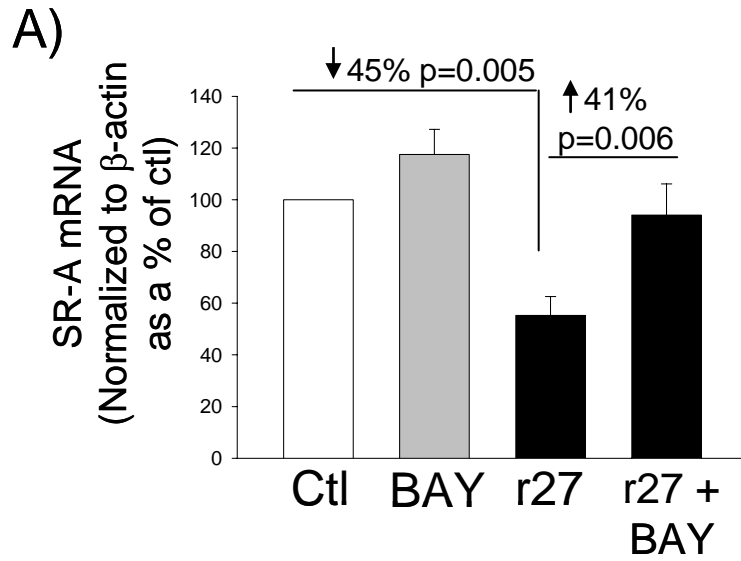 A)
↓ 45% p=0.005
↑ 41%
p=0.006
SR-A mRNA
(Normalized to β-actin
as a % of ctl)
140
120
100
80
60
40
20
0
Ctl BAY r27 r27 +
BAY